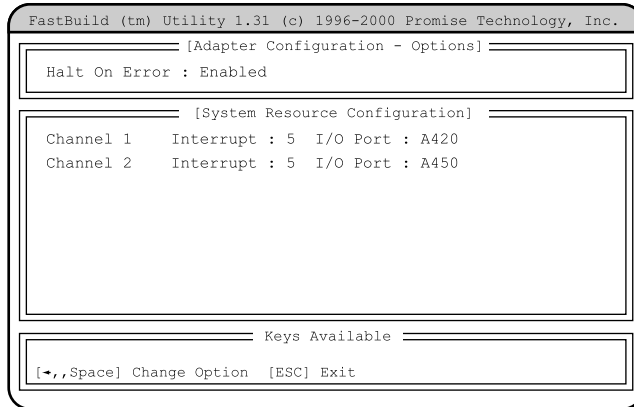 FastBuild (tm) Utility 1.31 (c) 1996-2000 Promise Technology, Inc.
[Adapter Configuration - Options]
Halt On Error : Enabled
[System Resource Configuration]
Channel 1 Interrupt : 5 I/O Port : A420
Channel 2 Interrupt : 5 I/O Port : A450
Keys Available
[◄,,Space] Change Option [ESC] Exit